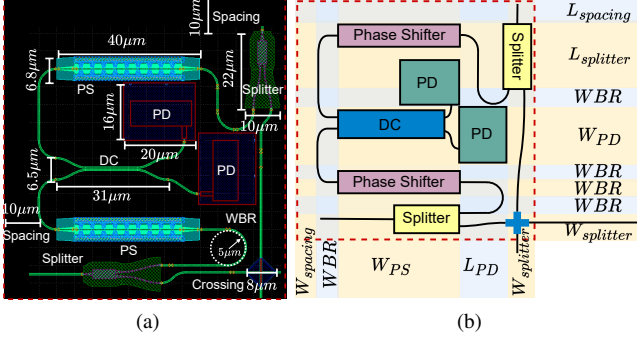 10μm
Spacing
40μm
6.8μm
PS
22μm
Splitter
10μm
16μm
PD
20μm
DC
PD
6.5μm
31μm
10μm
Spacing
WBR
PS
5μm
Splitter
Crossing
8μm
(a)
Phase Shifter
Splitter
PD
DC
PD
Phase Shifter
Splitter
L_spacing
L_splitter
WBR
W_PD
WBR
WBR
WBR
W_splitter
W_spacing
WBR
W_PS
L_PD
W_splitter
(b)